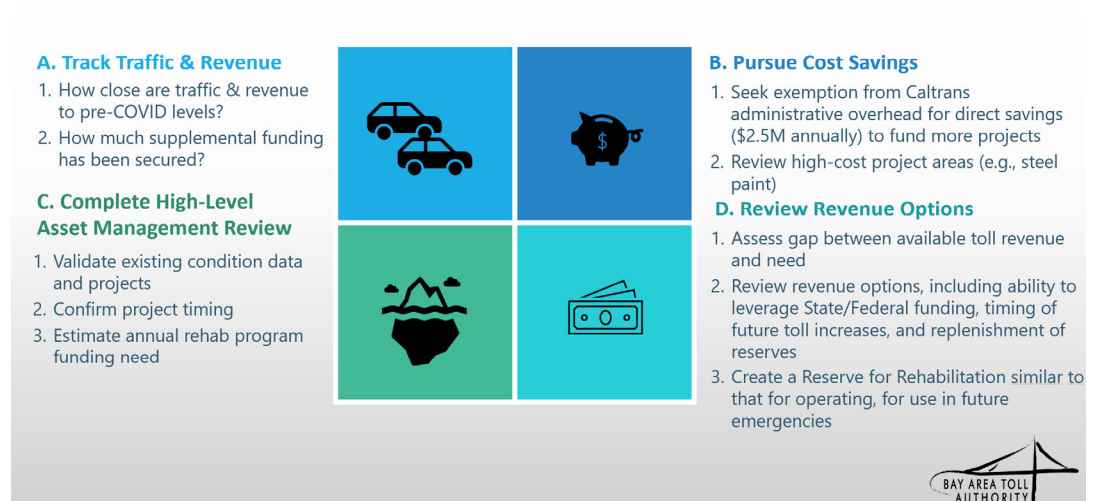 A. Track Traffic & Revenue
1. How close are traffic & revenue
to pre-COVID levels?
2. How much supplemental funding
has been secured?
B. Pursue Cost Savings
1. Seek exemption from Caltrans
administrative overhead for direct savings
($2.5M annually) to fund more projects
2. Review high-cost project areas (e.g., steel
paint)
C. Complete High-Level
Asset Management Review
1. Validate existing condition data
and projects
2. Confirm project timing
3. Estimate annual rehab program
funding need
D. Review Revenue Options
1. Assess gap between available toll revenue
and need
2. Review revenue options, including ability to
leverage State/Federal funding, timing of
future toll increases, and replenishment of
reserves
3. Create a Reserve for Rehabilitation similar to
that for operating, for use in future
emergencies
$
BAY AREA TOLL
AUTHORITY